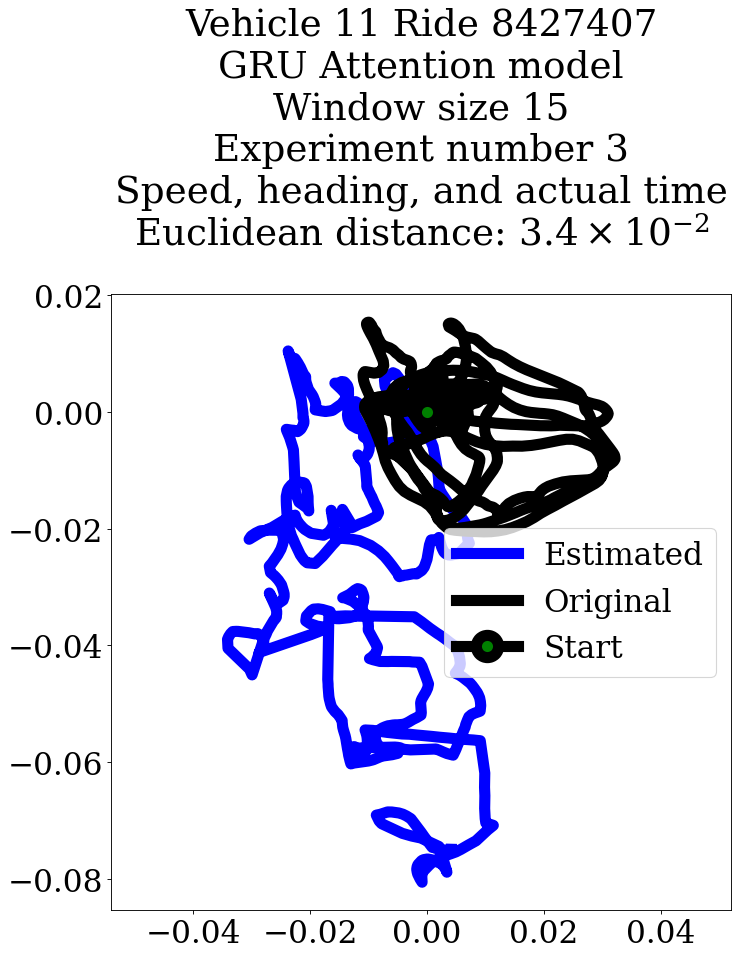 Vehicle 11 Ride 8427407
GRU Attention model
Window size 15
Experiment number 3
Speed, heading, and actual time
Euclidean distance: 3.4 × 10⁻²
0.02
0.00
−0.02
−0.04
−0.06
−0.08
Estimated
Original
Start
−0.04 −0.02 0.00 0.02 0.04